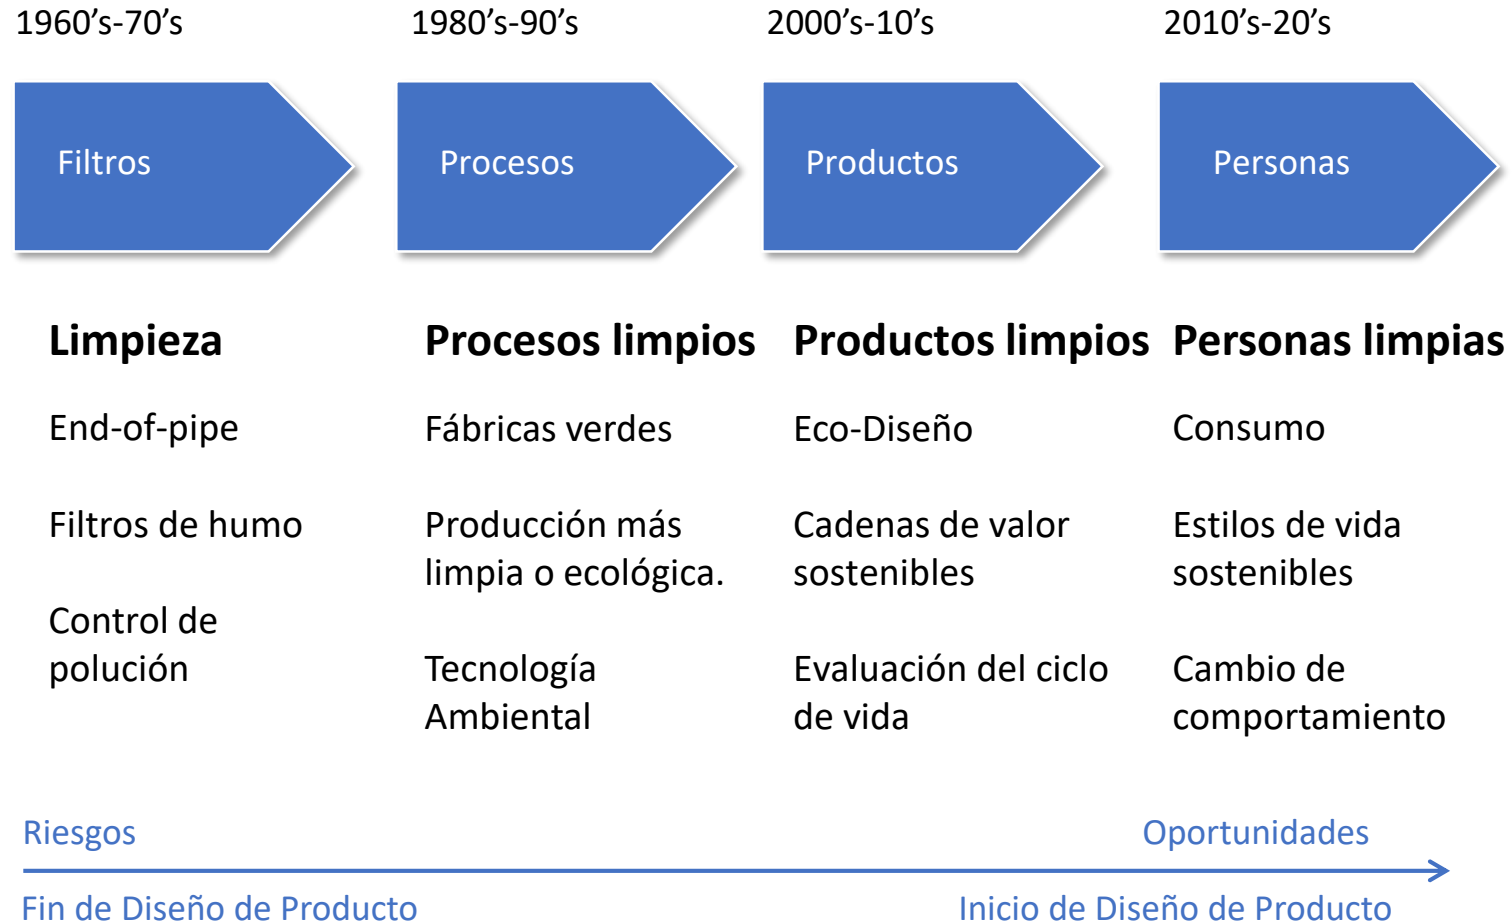 1960’s-70’s
1980’s-90’s
2000’s-10’s
2010’s-20’s
Filtros
Procesos
Productos
Personas
Limpieza
End-of-pipe
Filtros de humo
Control de
polución
Procesos limpios
Fábricas verdes
Producción más
limpia o ecológica.
Tecnología
Ambiental
Productos limpios
Eco-Diseño
Cadenas de valor
sostenibles
Evaluación del ciclo
de vida
Personas limpias
Consumo
Estilos de vida
sostenibles
Cambio de
comportamiento
Riesgos
Oportunidades
Fin de Diseño de Producto
Inicio de Diseño de Producto